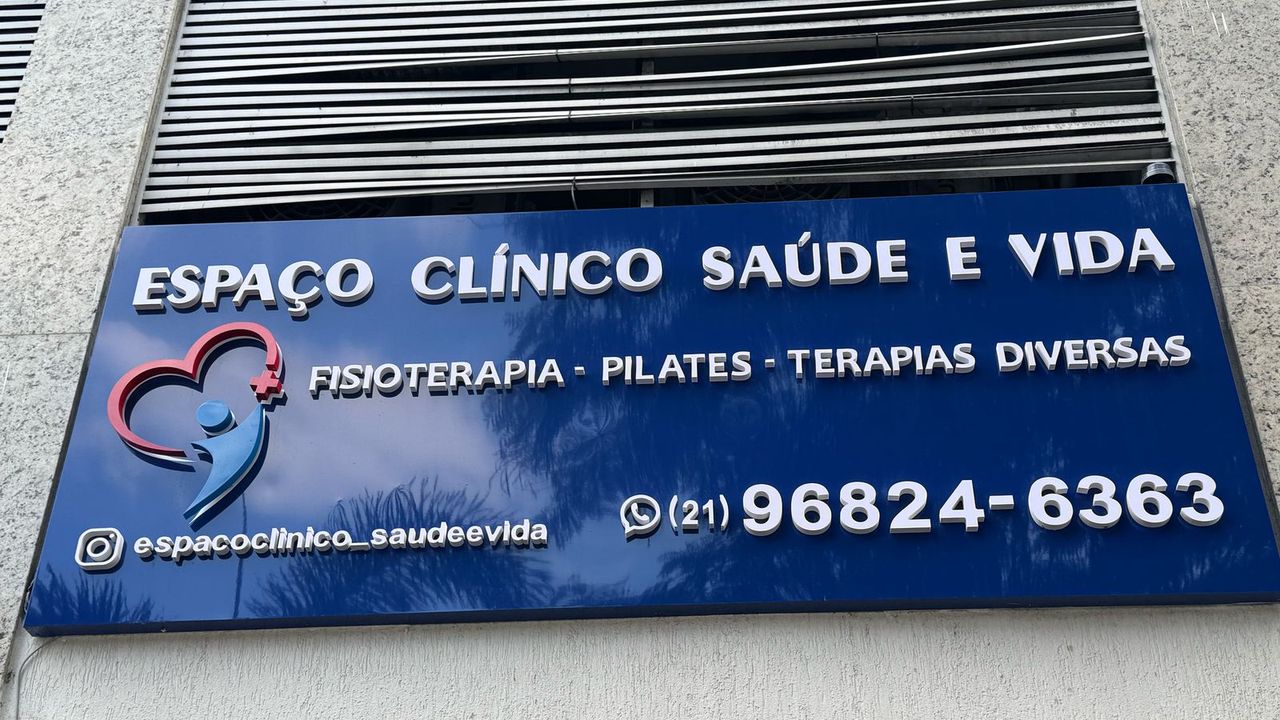 ESPAÇO CLÍNICO SAÚDE E VIDA
FISIOTERAPIA - PILATES - TERAPIAS DIVERSAS
espacoclinico_saudeevida
(21) 96824-6363